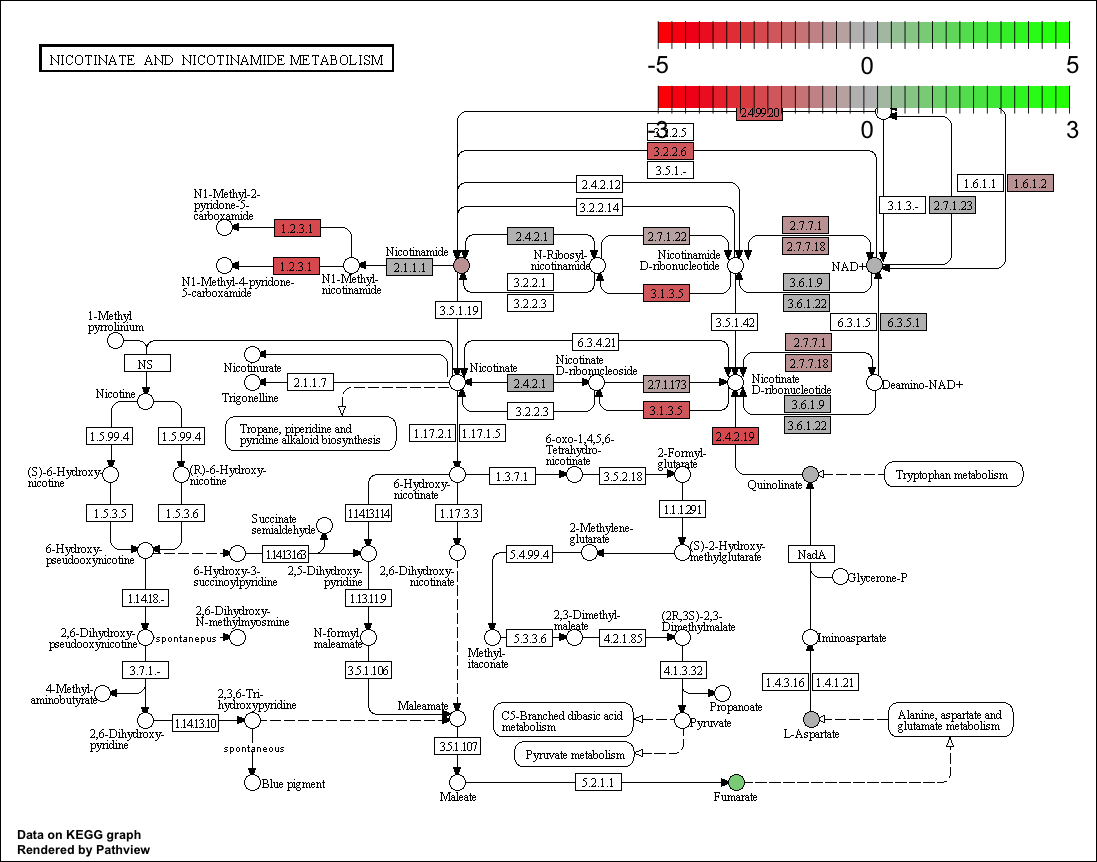 NICOTINATE AND NICOTINAMIDE METABOLISM
-5 0 5
-3 0 3
2.4.99.20
3.2.2.6
3.5.1.-
1.6.1.1
1.6.1.2
2.4.2.12
3.1.3.-
2.7.1.23
3.2.2.14
N1-Methyl-2-
pyridone-5-
carboxamide
1.2.3.1
2.4.2.1
2.7.1.22
2.7.7.1
2.7.7.18
Nicotinamide
N-Ribosyl-
nicotinamide
Nicotinamide
D-ribonucleotide
NAD+
1.2.3.1
2.1.1.1
N1-Methyl-4-pyridone-
5-carboxamide
N1-Methyl-
nicotinamide
3.2.2.1
3.2.2.3
3.1.3.5
3.6.1.9
3.6.1.22
3.5.1.19
3.5.1.42
6.3.1.5
6.3.5.1
1-Methyl
pyrrolinium
NS
6.3.4.21
2.7.7.1
2.7.7.18
Nicotinurate
Nicotinate
Nicotinate
D-ribonucleoside
Nicotinate
D-ribonucleotide
Deamino-NAD+
2.1.1.7
2.4.2.1
2.7.1.173
Trigonelline
Nicotine
3.2.2.3
3.1.3.5
3.6.1.9
3.6.1.22
Tropane, piperidine and
pyridine alkaloid biosynthesis
1.5.99.4
1.5.99.4
1.17.2.1
1.17.1.5
2.4.2.19
6-oxo-1,4,5,6-
Tetrahydro-
nicotinate
2-Formyl-
glutarate
(S)-6-Hydroxy-
nicotine
(R)-6-Hydroxy-
nicotine
6-Hydroxy-
nicotinate
1.3.7.1
3.5.2.18
Quinolinate
Tryptophan metabolism
1.5.3.5
1.5.3.6
1.14.13.114
1.17.3.3
1.1.1.291
Succinate
semialdehyde
2-Methylene-
glutarate
6-Hydroxy-
pseudooxynicotine
1.14.13.163
5.4.99.4
(S)-2-Hydroxy-
methylglutarate
NadA
6-Hydroxy-3-
succinoylpyridine
2,5-Dihydroxy-
pyridine
2,6-Dihydroxy-
nicotinate
Glycerone-P
1.14.18.-
1.13.11.9
2,6-Dihydroxy-
N-methylmyosmine
2,6-Dihydroxy-
pseudooxynicotine
spontanepus
N-formyl
maleamate
2,3-Dimethyl-
maleate
(2R,3S)-2,3-
Dimethylmalate
5.3.3.6
4.2.1.85
Iminoaspartate
Methyl-
itaconate
3.7.1.-
3.5.1.106
4.1.3.32
1.4.3.16
1.4.1.21
4-Methyl-
aminobutyrate
2,3,6-Tri-
hydroxypyridine
Maleamate
Propanoate
1.14.13.10
2,6-Dihydroxy-
pyridine
C5-Branched dibasic acid
metabolism
Pyruvate
L-Aspartate
Alanine, aspartate and
glutamate metabolism
spontaneous
3.5.1.107
Pyruvate metabolism
Blue pigment
Maleate
5.2.1.1
Fumarate
Data on KEGG graph
Rendered by Pathview